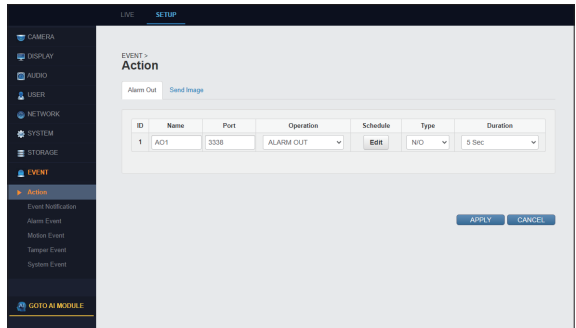 LIVE SETUP
CAMERA
DISPLAY
AUDIO
USER
NETWORK
SYSTEM
STORAGE
EVENT
Action
Event Notification
Alarm Event
Motion Event
Tamper Event
System Event
GOTO AI MODULE
EVENT >
Action
Alarm Out Send Image
ID Name Port Operation Schedule Type Duration
1 AO1 3338 ALARM OUT Edit N/O 5 Sec
APPLY CANCEL